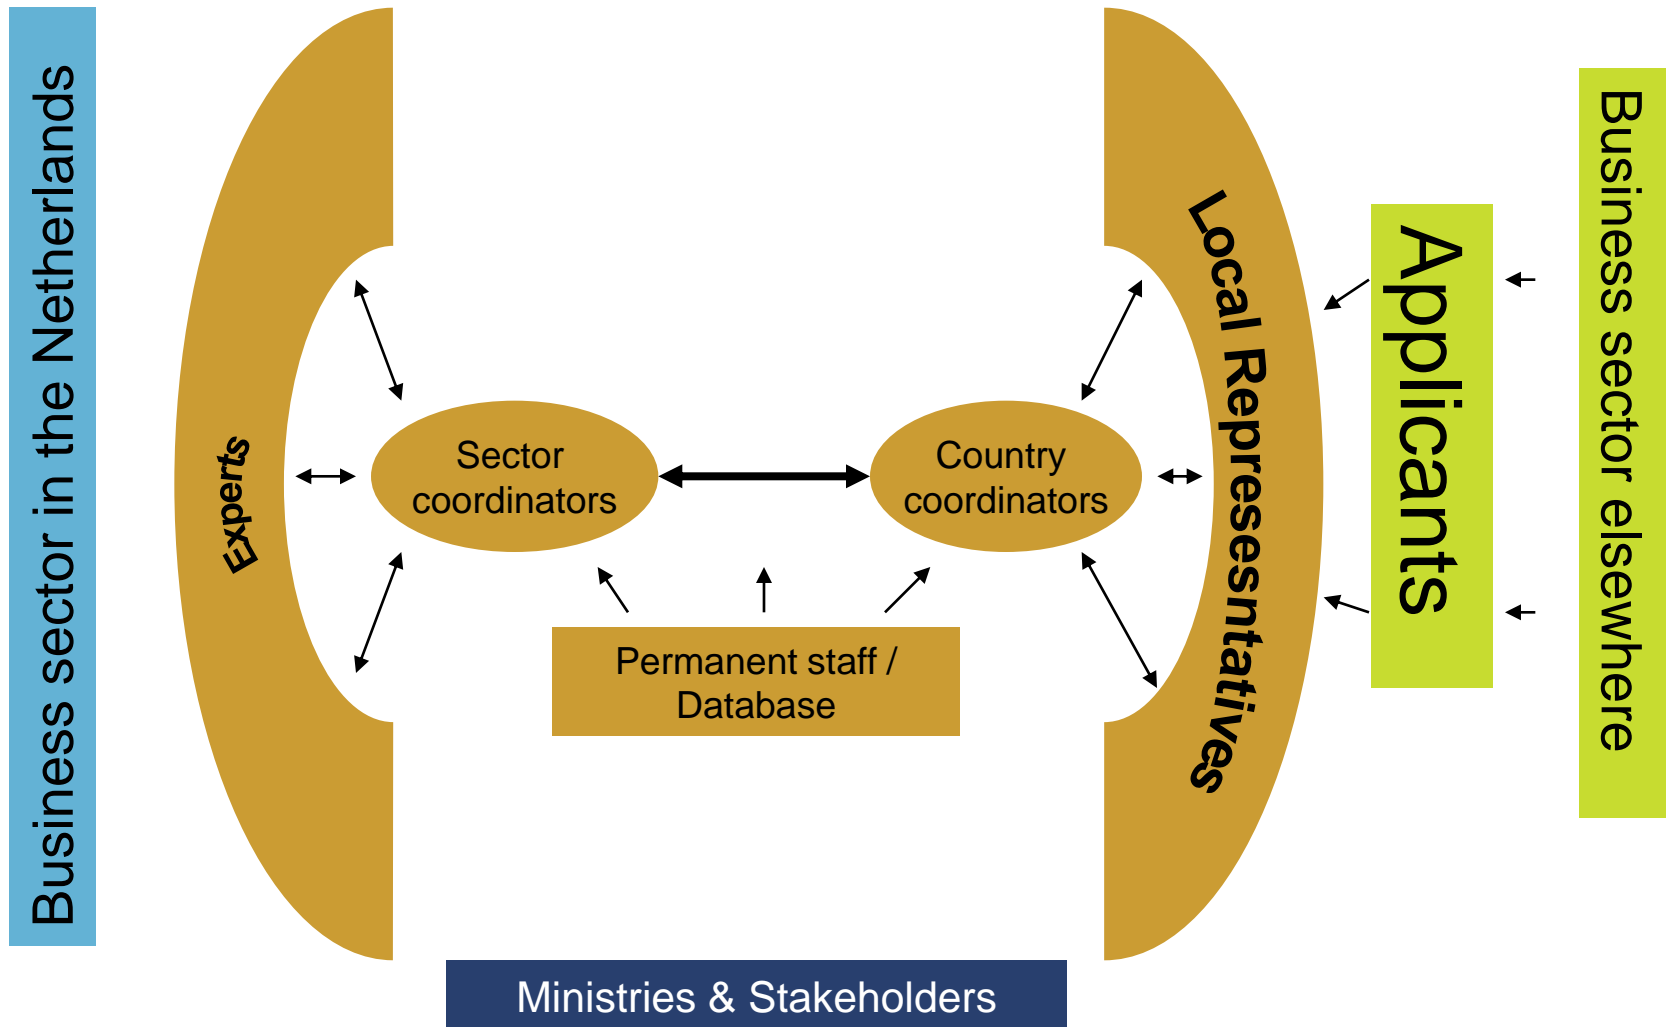 Business sector in the Netherlands
Experts
Sector
coordinators
Country
coordinators
Permanent staff /
Database
Local Represesntatives
Applicants
Business sector elsewhere
Ministries & Stakeholders